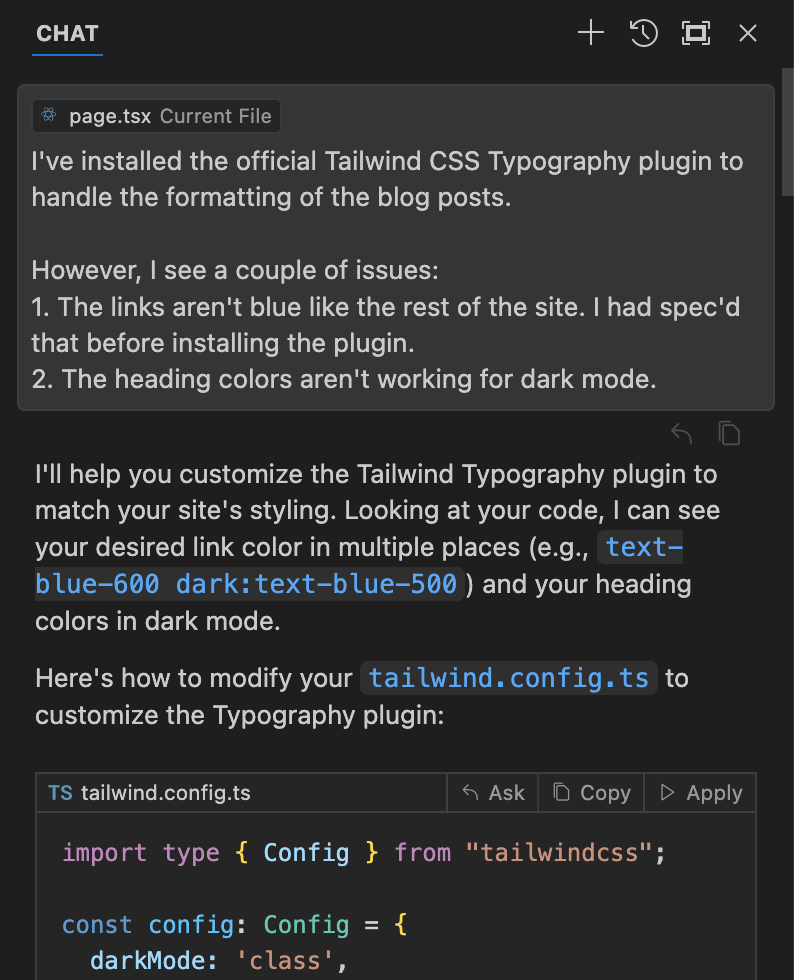 CHAT
page.tsx Current File
I've installed the official Tailwind CSS Typography plugin to
handle the formatting of the blog posts.
However, I see a couple of issues:
1. The links aren't blue like the rest of the site. I had spec'd
that before installing the plugin.
2. The heading colors aren't working for dark mode.
I'll help you customize the Tailwind Typography plugin to
match your site's styling. Looking at your code, I can see
your desired link color in multiple places (e.g., text-
blue-600 dark:text-blue-500) and your heading
colors in dark mode.
Here's how to modify your tailwind.config.ts to
customize the Typography plugin:
TS tailwind.config.ts Ask Copy Apply
import type { Config } from "tailwindcss";
const config: Config = {
darkMode: 'class',